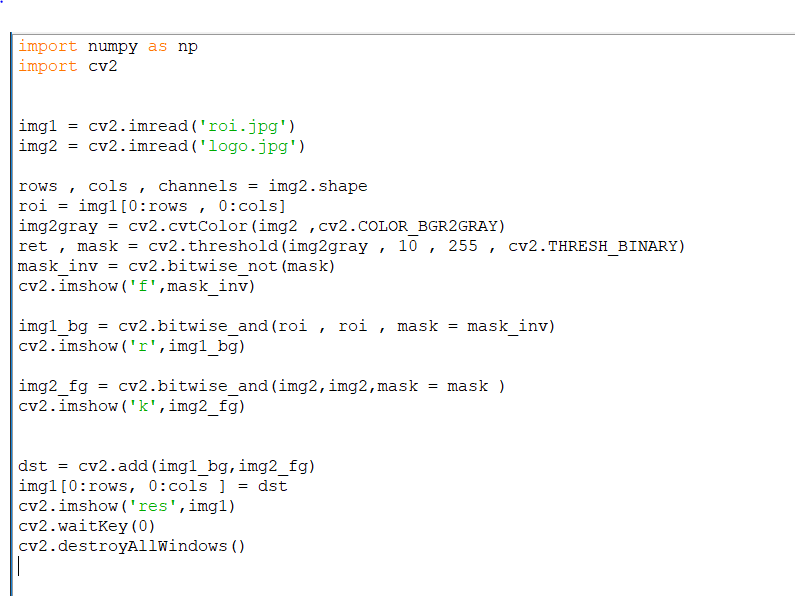 import numpy as np
import cv2
img1 = cv2.imread('roi.jpg')
img2 = cv2.imread('logo.jpg')
rows , cols , channels = img2.shape
roi = img1[0:rows , 0:cols]
img2gray = cv2.cvtColor(img2 ,cv2.COLOR_BGR2GRAY)
ret , mask = cv2.threshold(img2gray , 10 , 255 , cv2.THRESH_BINARY)
mask_inv = cv2.bitwise_not(mask)
cv2.imshow('f',mask_inv)
img1_bg = cv2.bitwise_and(roi , roi , mask = mask_inv)
cv2.imshow('r',img1_bg)
img2_fg = cv2.bitwise_and(img2,img2,mask = mask )
cv2.imshow('k',img2_fg)
dst = cv2.add(img1_bg,img2_fg)
img1[0:rows, 0:cols ] = dst
cv2.imshow('res',img1)
cv2.waitKey(0)
cv2.destroyAllWindows()